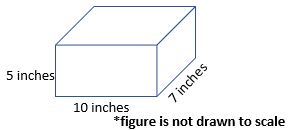 5 inches
7 inches
10 inches
*figure is not drawn to scale